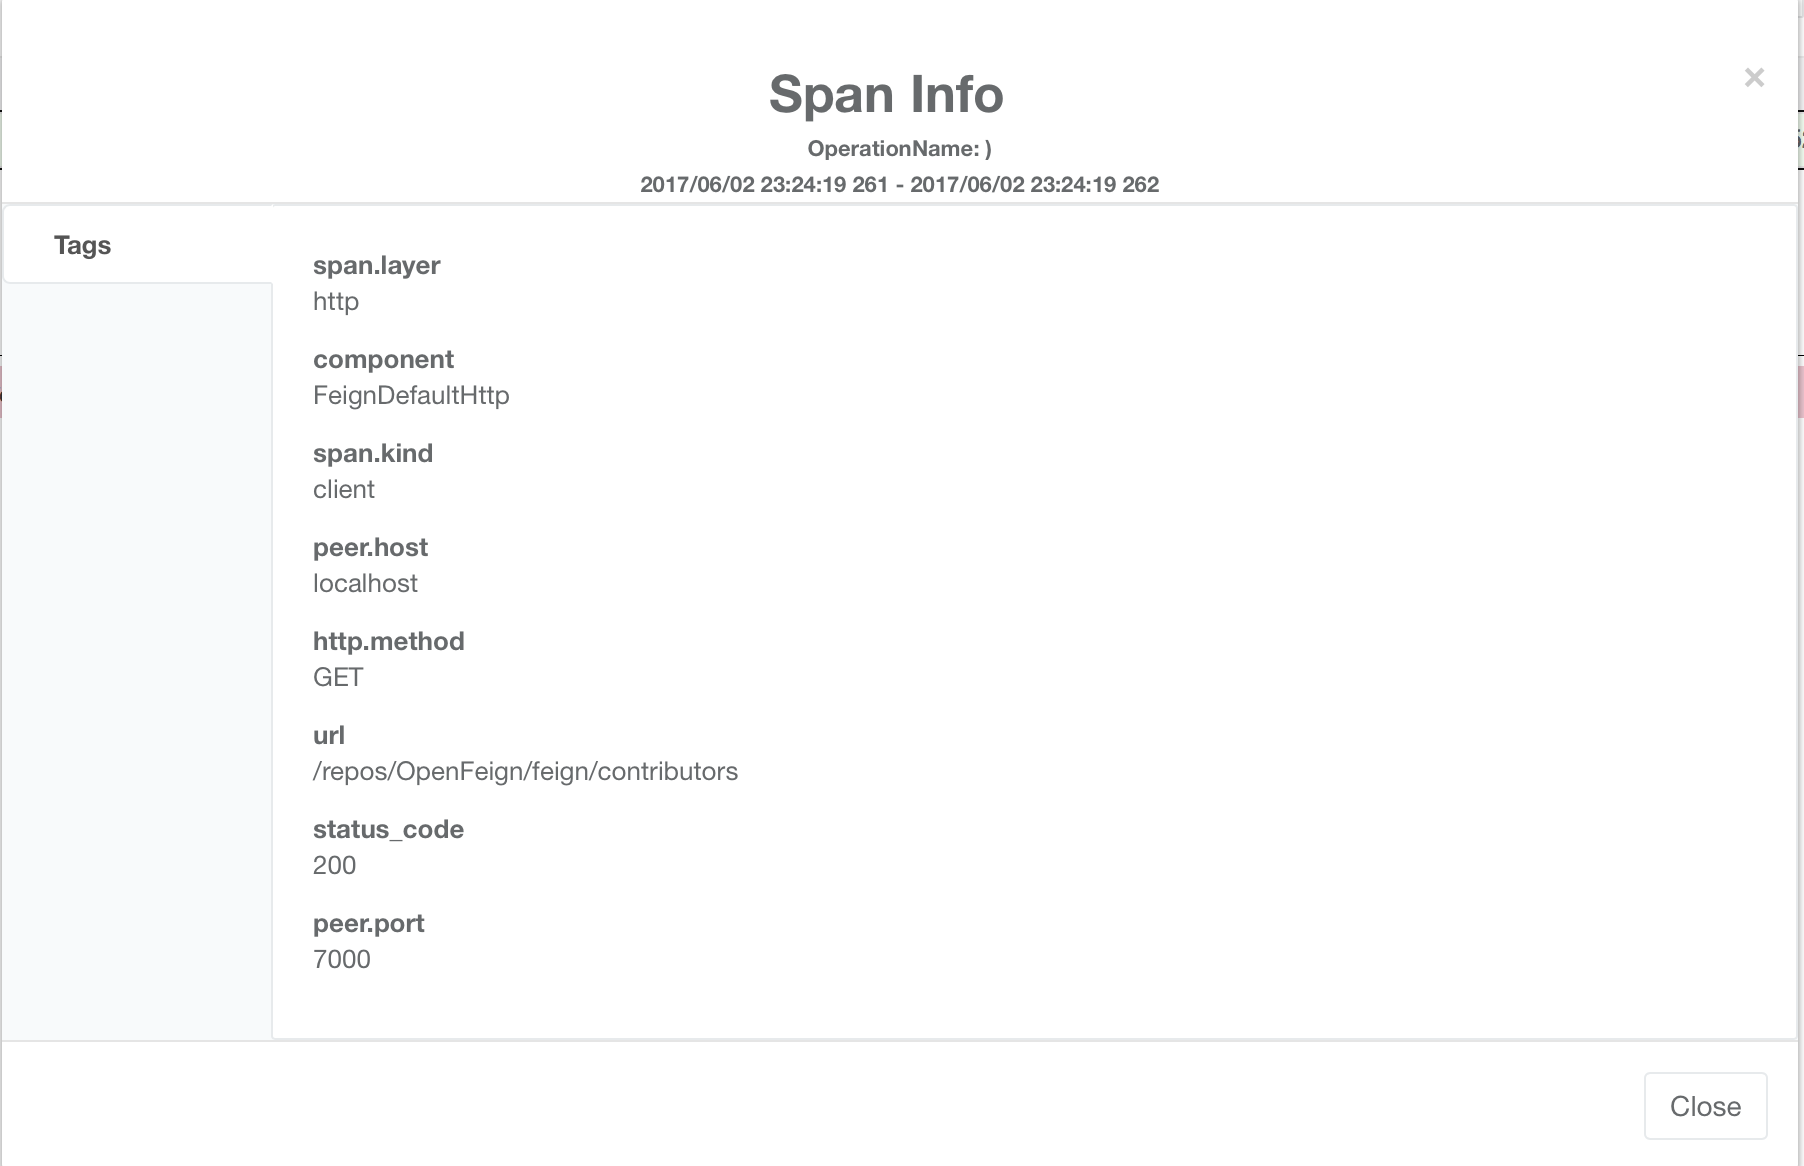 Span Info
×
OperationName: )
2017/06/02 23:24:19 261 - 2017/06/02 23:24:19 262
Tags
span.layer
http
component
FeignDefaultHttp
span.kind
client
peer.host
localhost
http.method
GET
url
/repos/OpenFeign/feign/contributors
status_code
200
peer.port
7000
Close